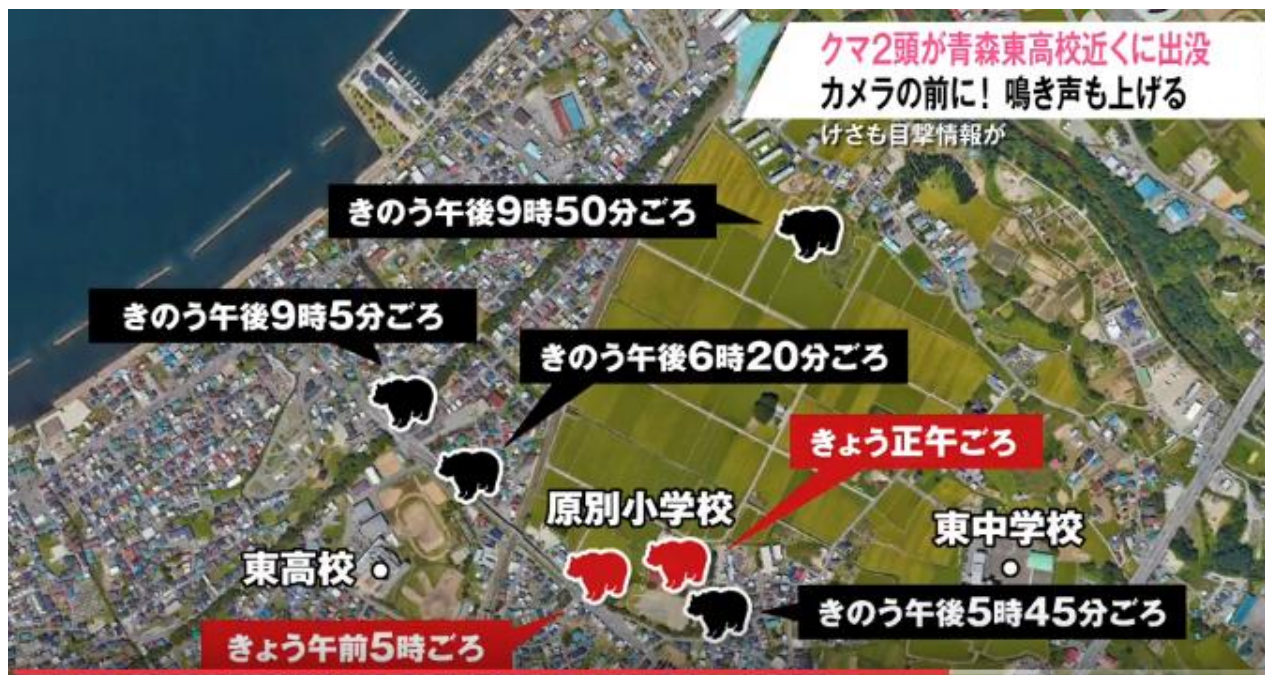 クマ2頭が青森東高校近くに出没
カメラの前に！鳴き声も上げる
けさも目撃情報が
きのう午後9時50分ごろ
きのう午後9時5分ごろ
きのう午後6時20分ごろ
きょう正午ごろ
原別小学校
東中学校
東高校
きのう午後5時45分ごろ
きょう午前5時ごろ